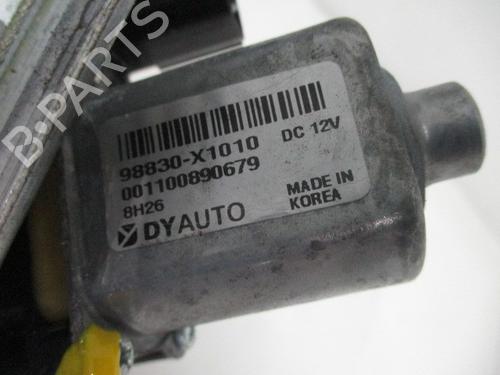 B-PARTS
98830-X1010
DC 12V
001100890679
8H26
MADE IN
KOREA
DYAUTO